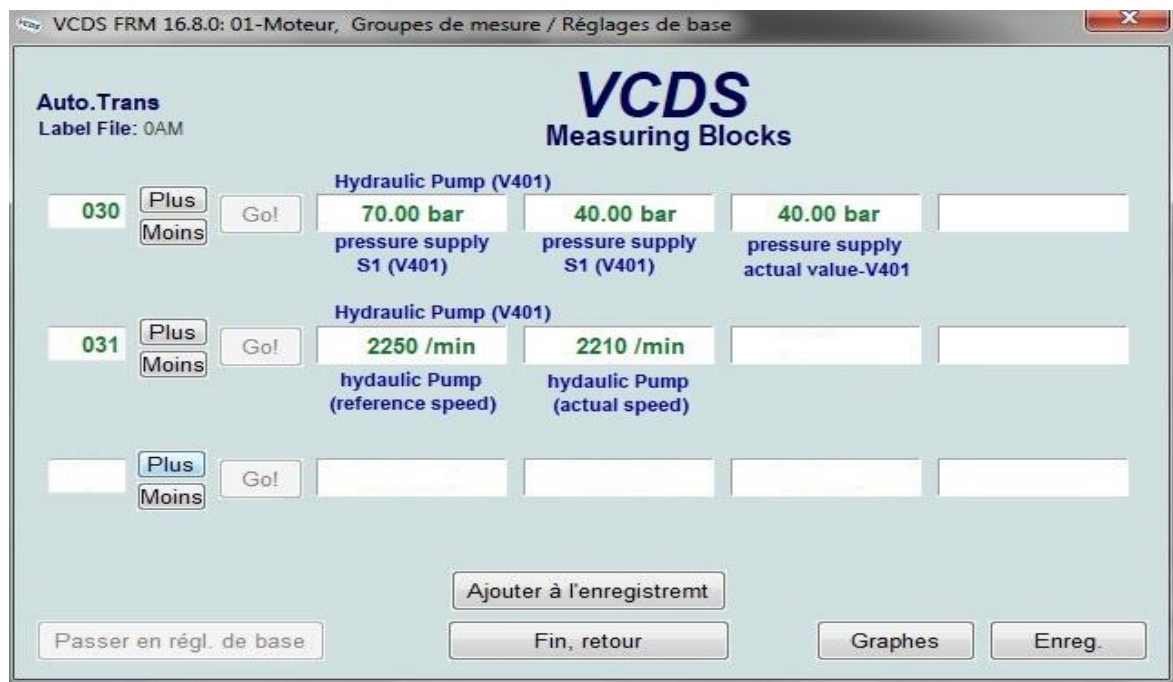 VCDS FRM 16.8.0: 01-Moteur, Groupes de mesure / Réglages de base
Auto.Trans
Label File: 0AM
VCDS
Measuring Blocks
Hydraulic Pump (V401)
030 Plus Moins Go! 70.00 bar 40.00 bar 40.00 bar
pressure supply S1 (V401) pressure supply S1 (V401) pressure supply actual value-V401
Hydraulic Pump (V401)
031 Plus Moins Go! 2250 /min 2210 /min
hydaulic Pump (reference speed) hydaulic Pump (actual speed)
Plus Moins Go!
Ajouter à l'enregistremt
Passer en régl. de base Fin, retour Graphes Enreg.